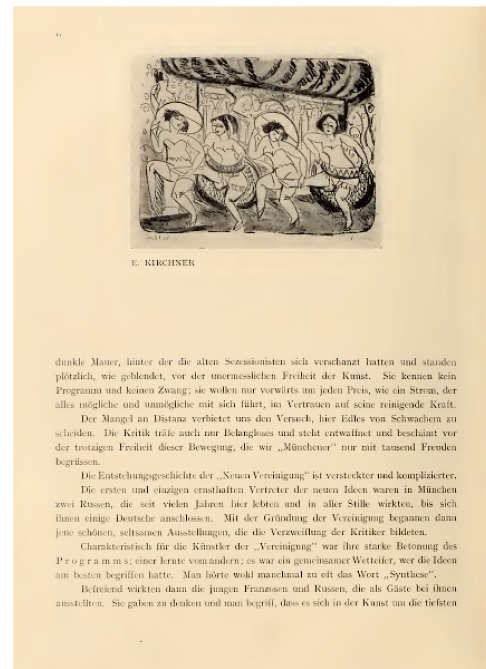 E. KIRCHNER
dunkle Mauer, hinter der die alten Sezessionisten sich verschanzt hatten und standen
plötzlich, wie geblendet, vor der unermesslichen Freiheit der Kunst. Sie kennen kein
Programm und keinen Zwang; sie wollen nur vorwärts um jeden Preis, wie ein Strom, der
alles mögliche und unmögliche mit sich führt, im Vertrauen auf seine reinigende Kraft.
Der Mangel an Distanz verbietet uns den Versuch, hier Edles von Schwachem zu
scheiden. Die Kritik träfe auch nur Belangloses und steht entwaffnet und beschämt vor
der trotzigen Freiheit dieser Bewegung, die wir „Münchener" nur mit tausend Freuden
begrüssen.
Die Entstehungsgeschichte der „Neuen Vereinigung" ist versteckter und komplizierter.
Die ersten und einzigen ernsthaften Vertreter der neuen Ideen waren in München
zwei Russen, die seit vielen Jahren hier lebten und in aller Stille wirkten, bis sich
ihnen einige Deutsche anschlossen. Mit der Gründung der Vereinigung begannen dann
jene schönen, seltsamen Ausstellungen, die die Verzweiflung der Kritiker bildeten.
Charakteristisch für die Künstler der „Vereinigung" war ihre starke Betonung des
Programms; einer lernte vom andern; es war ein gemeinsamer Wetteifer, wer die Ideen
am besten begriffen hatte. Man hörte wohl manchmal zu oft das Wort „Synthese".
Befreiend wirkten dann die jungen Franzosen und Russen, die als Gäste bei ihnen
ausstellten. Sie gaben zu denken und man begriff, dass es sich in der Kunst um die tiefsten